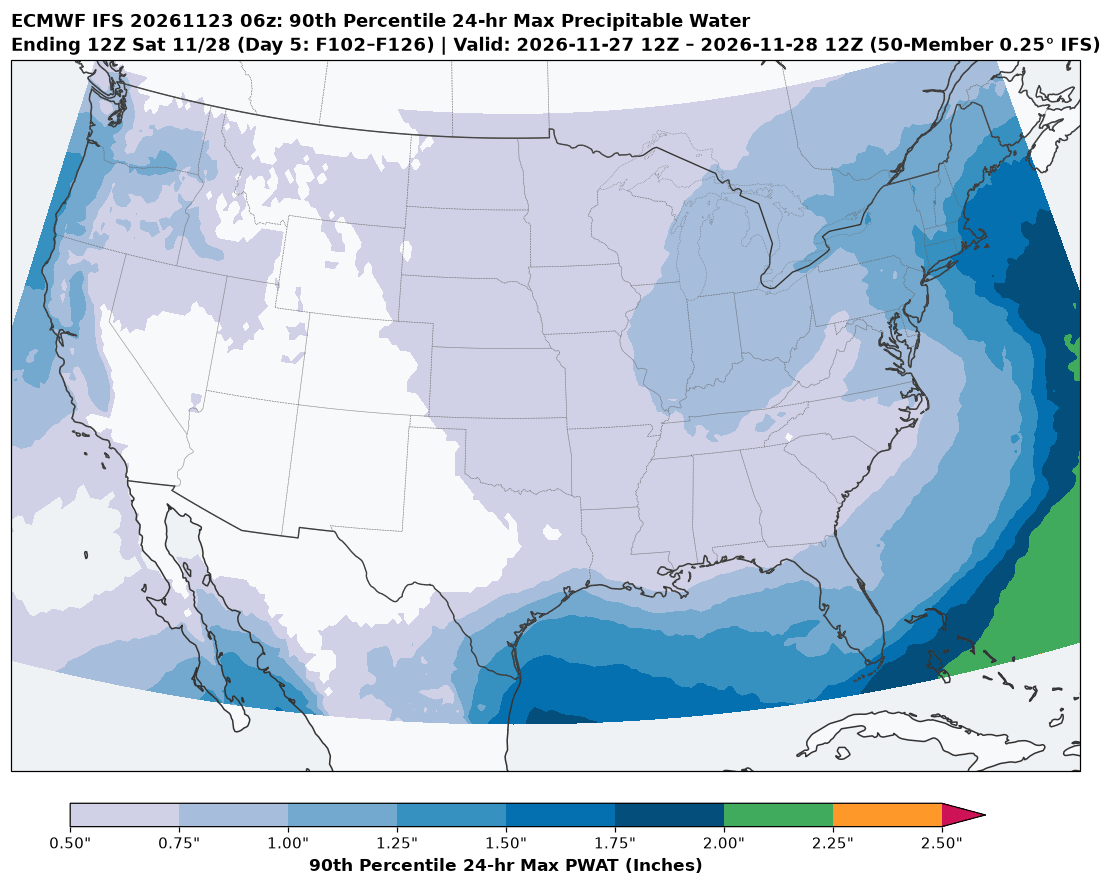 ECMWF IFS 20261123 06z: 90th Percentile 24-hr Max Precipitable Water
Ending 12Z Sat 11/28 (Day 5: F102–F126) | Valid: 2026-11-27 12Z – 2026-11-28 12Z (50-Member 0.25° IFS)
0.50" 0.75" 1.00" 1.25" 1.50" 1.75" 2.00" 2.25" 2.50"
90th Percentile 24-hr Max PWAT (Inches)